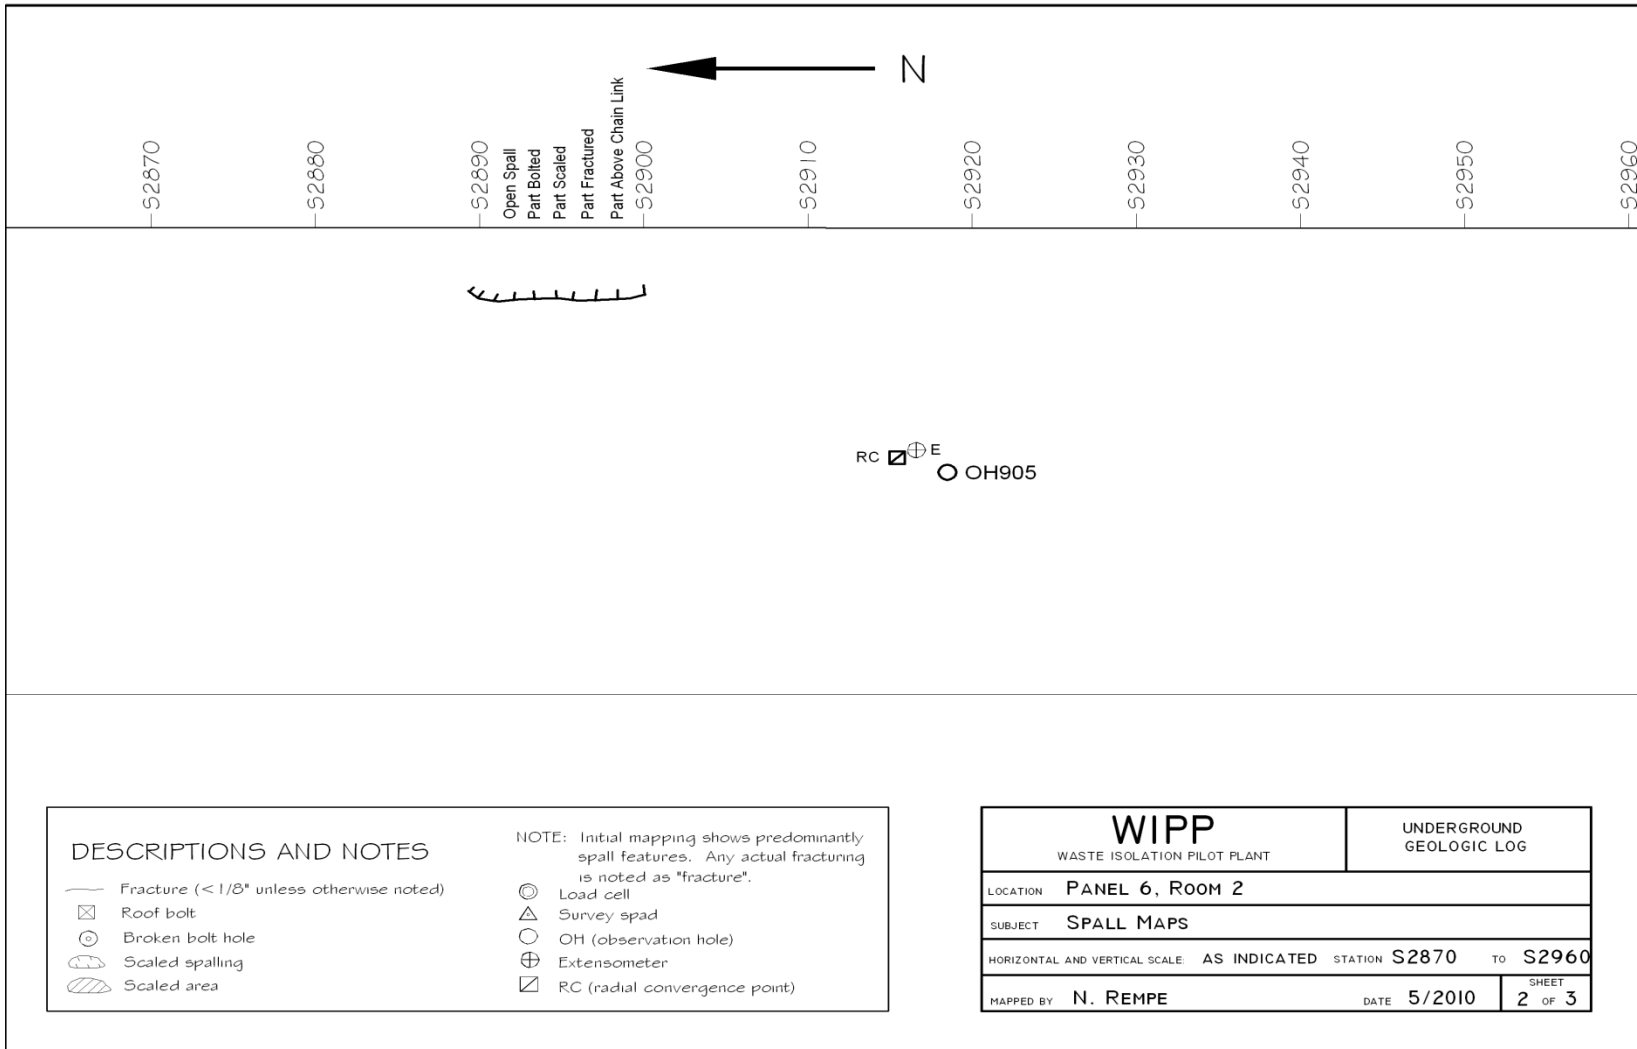 N
S2870
S2880
S2890
Open Spall
Part Bolted
Part Scaled
Part Fractured
Part Above Chain Link
S2900
S2910
S2920
S2930
S2940
S2950
S2960
RC
E
OH905
DESCRIPTIONS AND NOTES
Fracture (<1/8" unless otherwise noted)
Roof bolt
Broken bolt hole
Scaled spalling
Scaled area
NOTE: Initial mapping shows predominantly
spall features. Any actual fracturing
is noted as "fracture".
Load cell
Survey spad
OH (observation hole)
Extensometer
RC (radial convergence point)
WIPP
WASTE ISOLATION PILOT PLANT
UNDERGROUND
GEOLOGIC LOG
LOCATION PANEL 6, ROOM 2
SUBJECT SPALL MAPS
HORIZONTAL AND VERTICAL SCALE: AS INDICATED STATION S2870 TO S2960
MAPPED BY N. REMPE DATE 5/2010
SHEET
2 OF 3